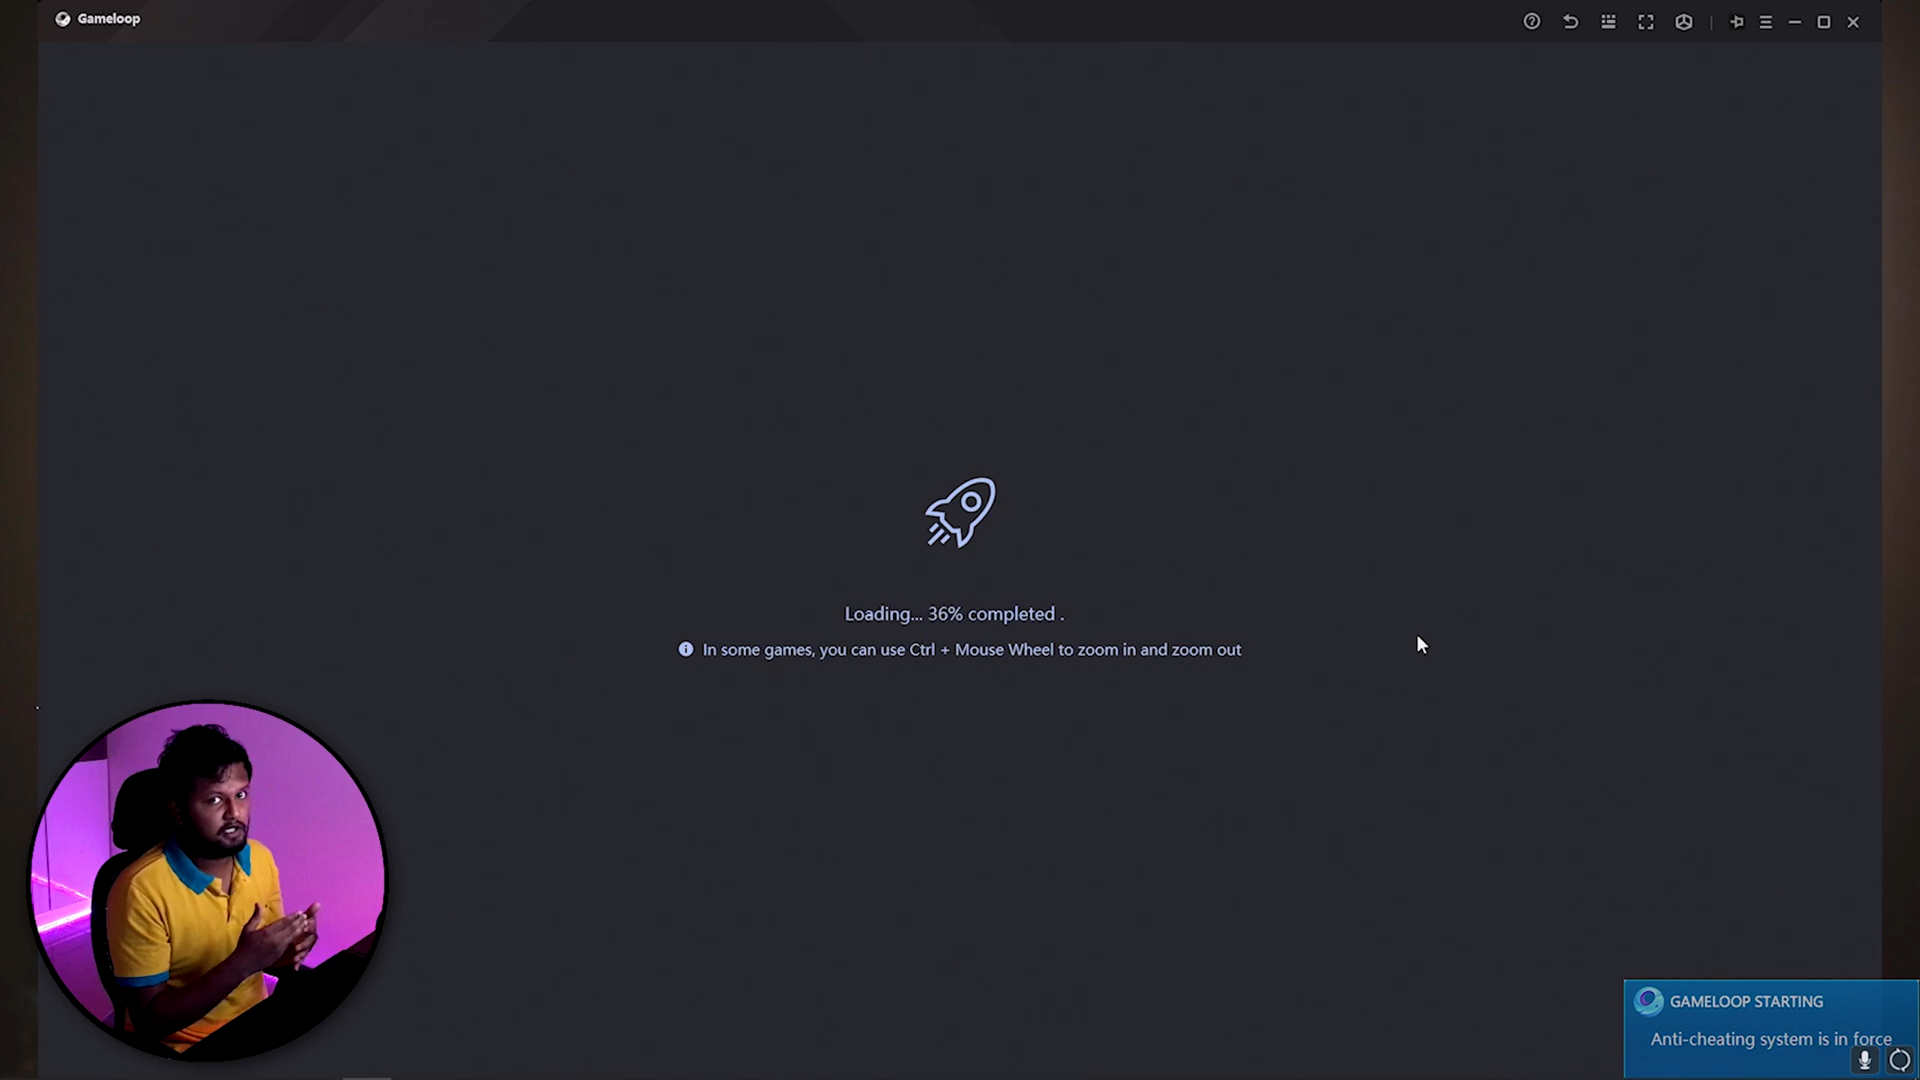 Gameloop
Loading... 36% completed .
In some games, you can use Ctrl + Mouse Wheel to zoom in and zoom out
GAMELOOP STARTING
Anti-cheating system is in force